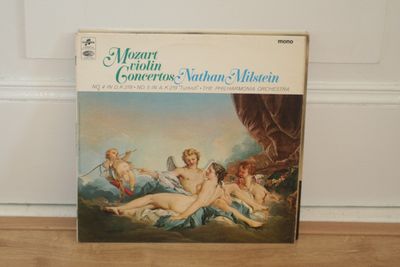 mono
Mozart
violin
Concertos Nathan Milstein
NO. 4 IN D, K.218 • NO. 5 IN A, K.219 "Turkish" • THE PHILHARMONIA ORCHESTRA